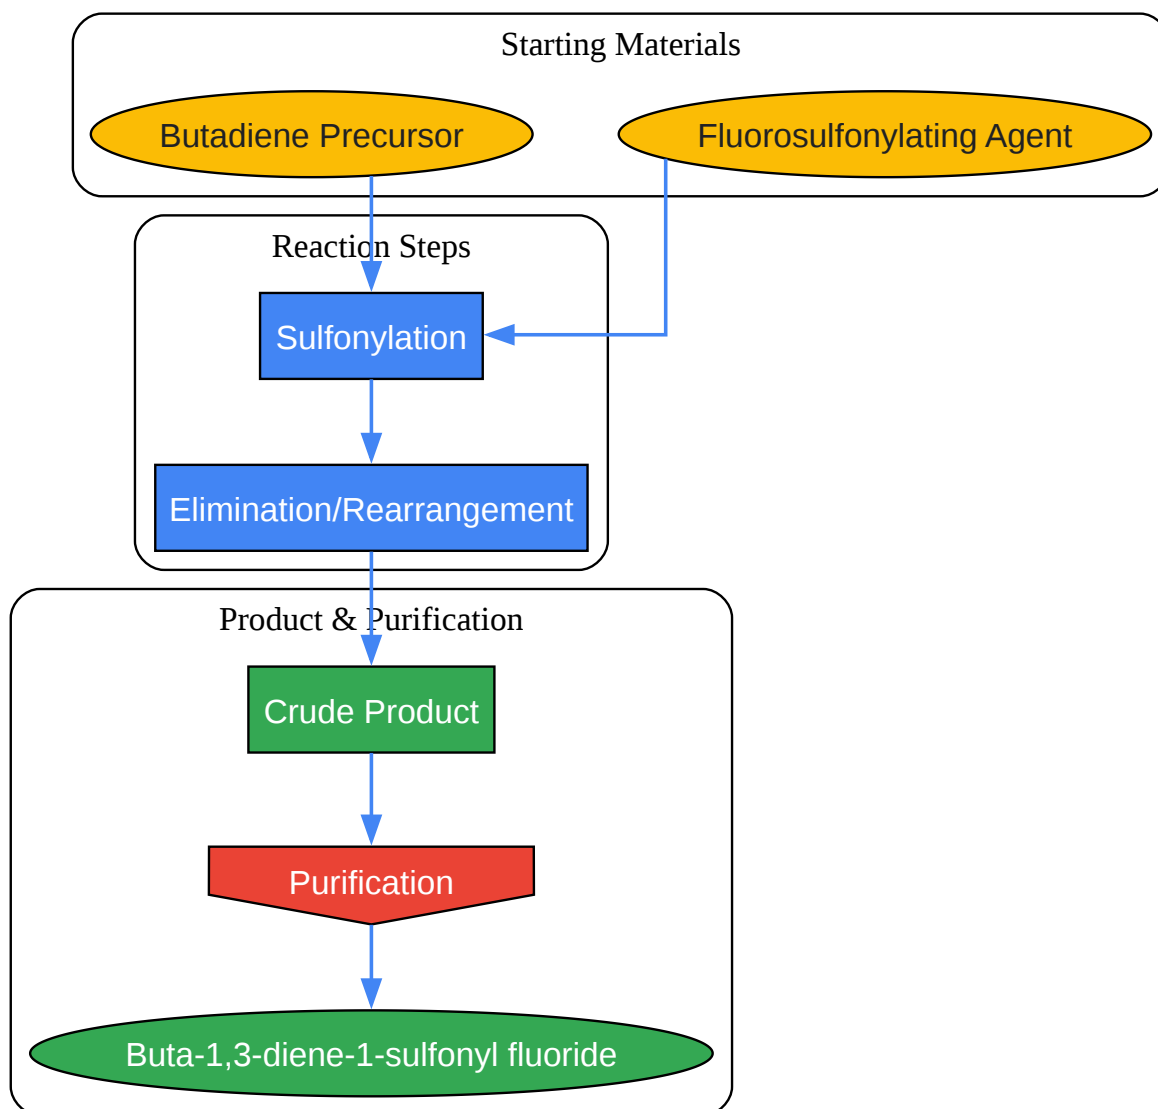 Starting Materials
Butadiene Precursor
Fluorosulfonylating Agent
Reaction Steps
Sulfonylation
Elimination/Rearrangement
Product & Purification
Crude Product
Purification
Buta-1,3-diene-1-sulfonyl fluoride